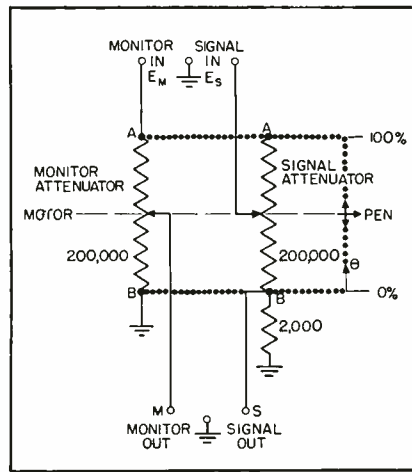 MONITOR SIGNAL
IN IN
E_M E_S
A A 100%
MONITOR SIGNAL
ATTENUATOR ATTENUATOR
MOTOR PEN
200,000 200,000 θ
B B 0%
2,000
M S
MONITOR SIGNAL
OUT OUT